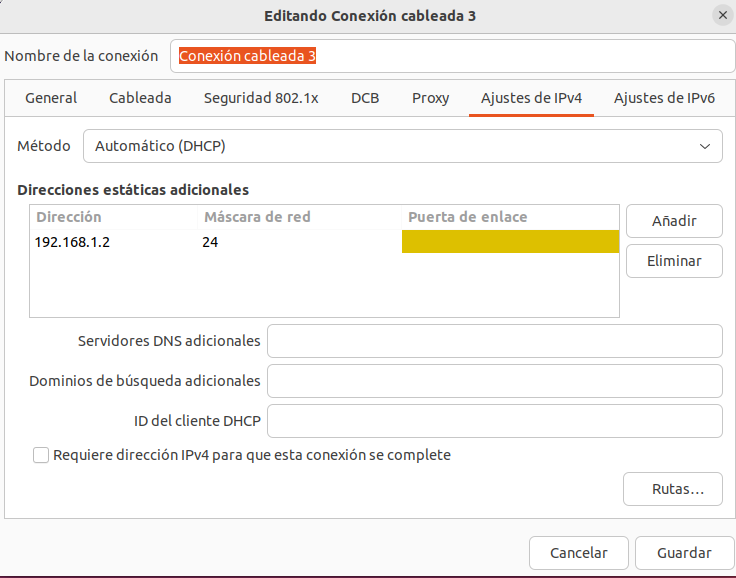 Editando Conexión cableada 3
Nombre de la conexión Conexión cableada 3
General Cableada Seguridad 802.1x DCB Proxy Ajustes de IPv4 Ajustes de IPv6
Método Automático (DHCP)
Direcciones estáticas adicionales
Dirección Máscara de red Puerta de enlace Añadir
192.168.1.2 24
Eliminar
Servidores DNS adicionales
Dominios de búsqueda adicionales
ID del cliente DHCP
Requiere dirección IPv4 para que esta conexión se complete
Rutas…
Cancelar Guardar